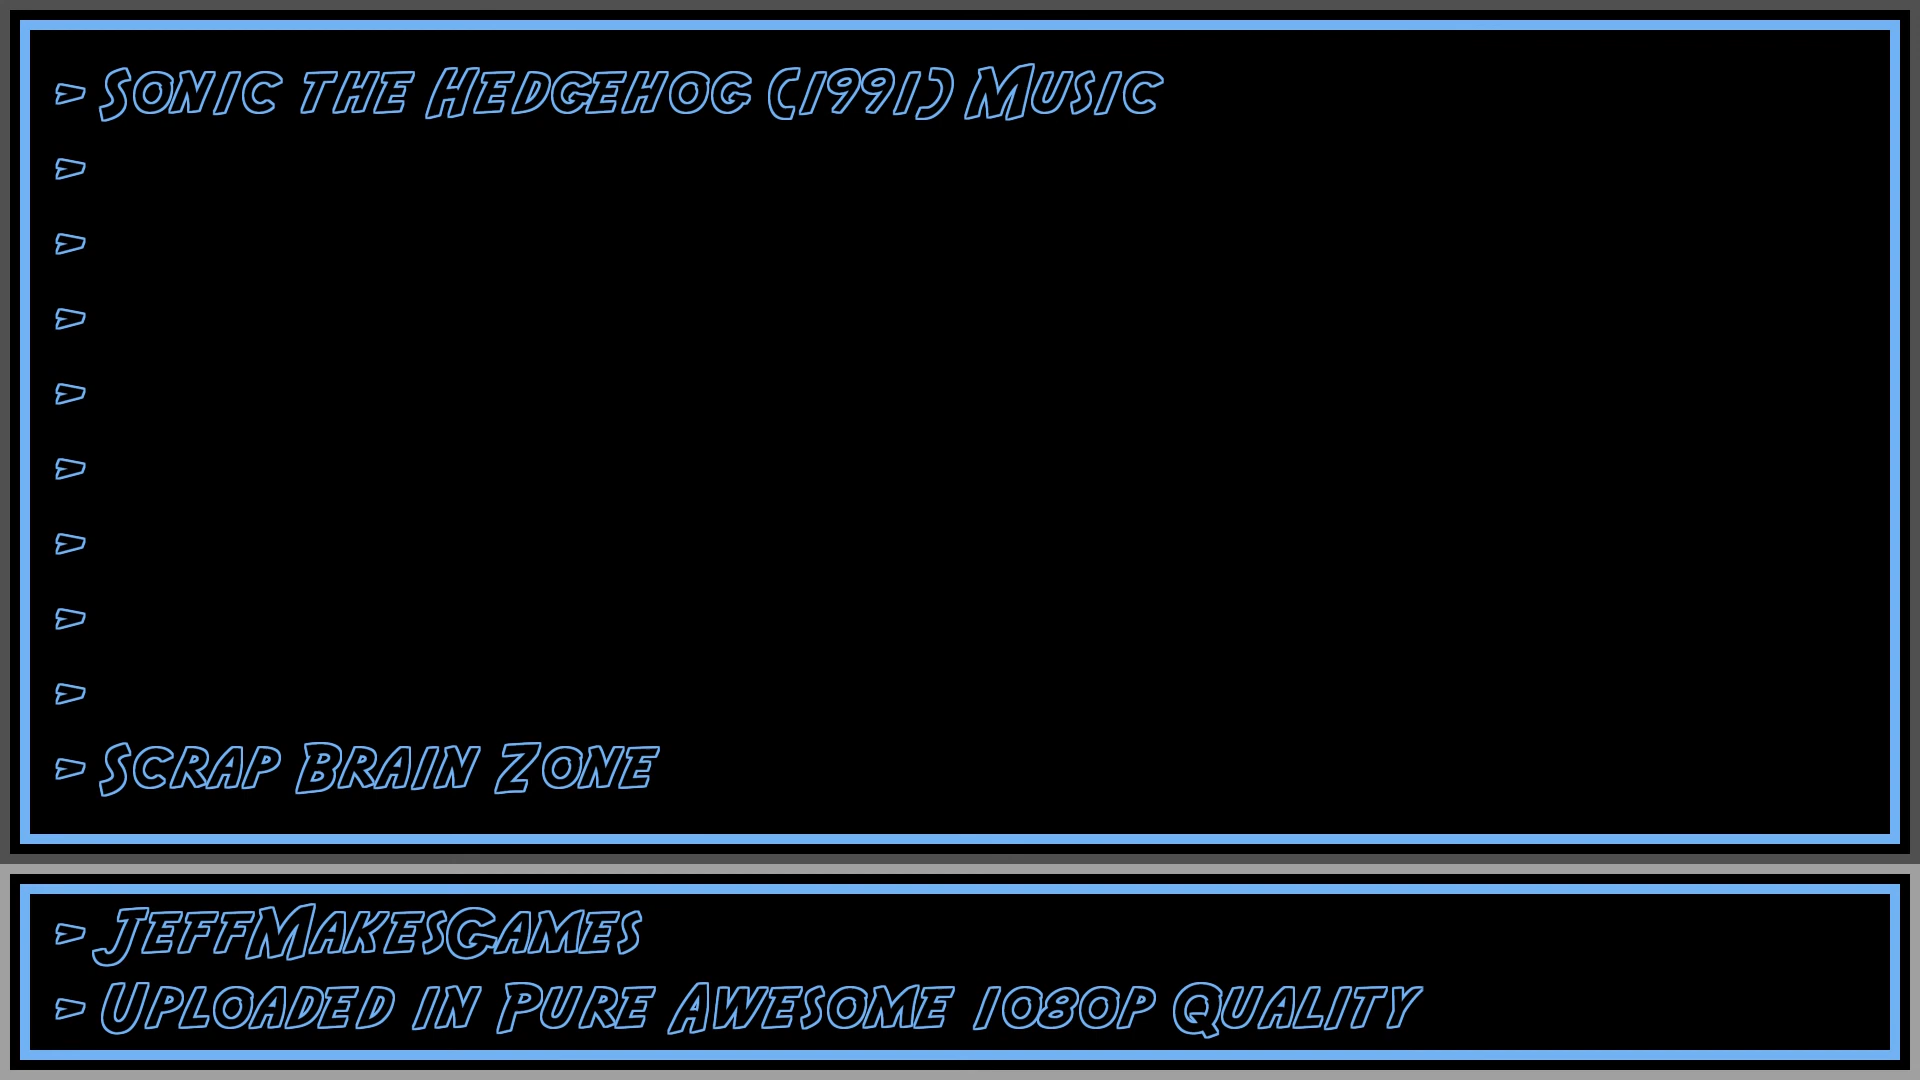 > Sonic the Hedgehog (1991) Music
>
>
>
>
>
>
>
>
> Scrap Brain Zone
> JeffMakesGames
> Uploaded in Pure Awesome 1080p Quality